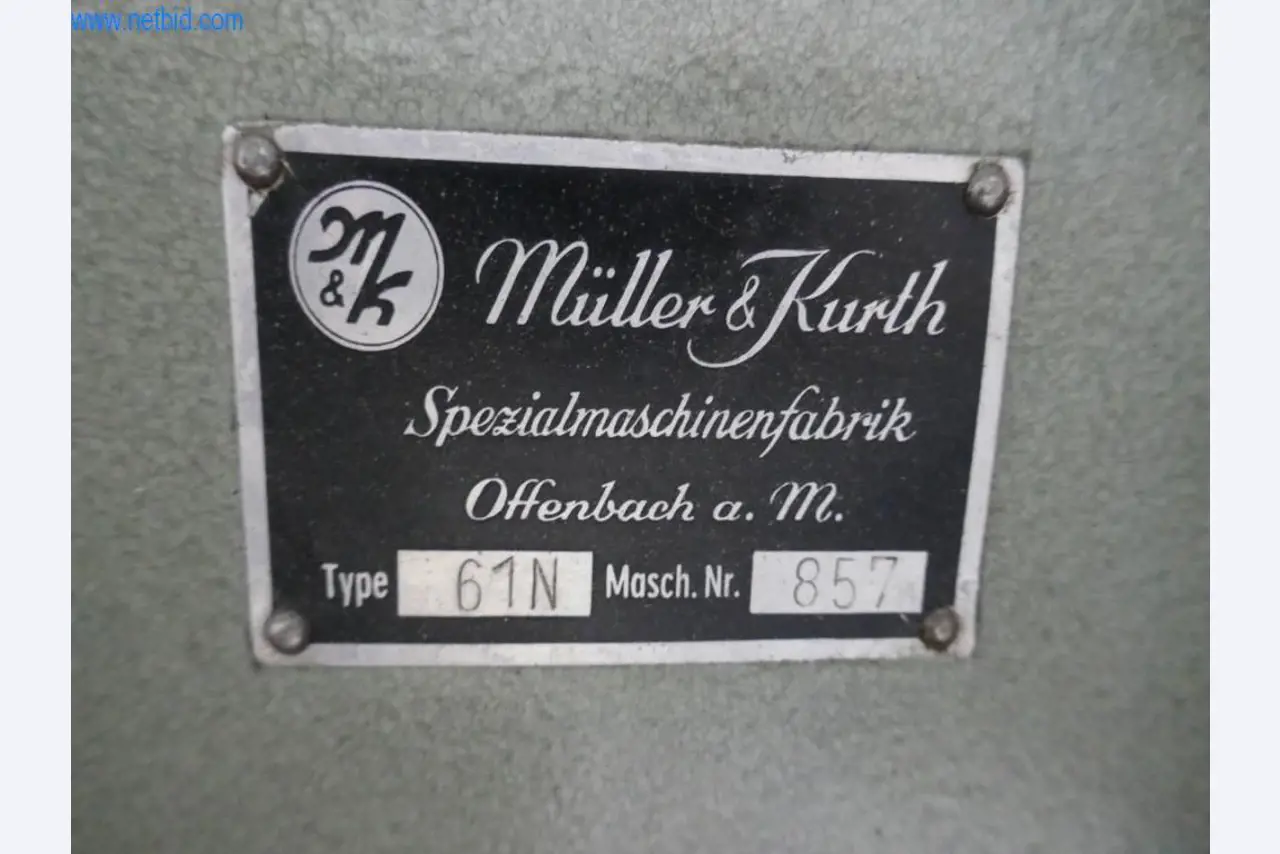 www.netbid.com
M
& K
Müller & Kurth
Spezialmaschinenfabrik
Offenbach a. M.
Type 61N Masch. Nr. 857